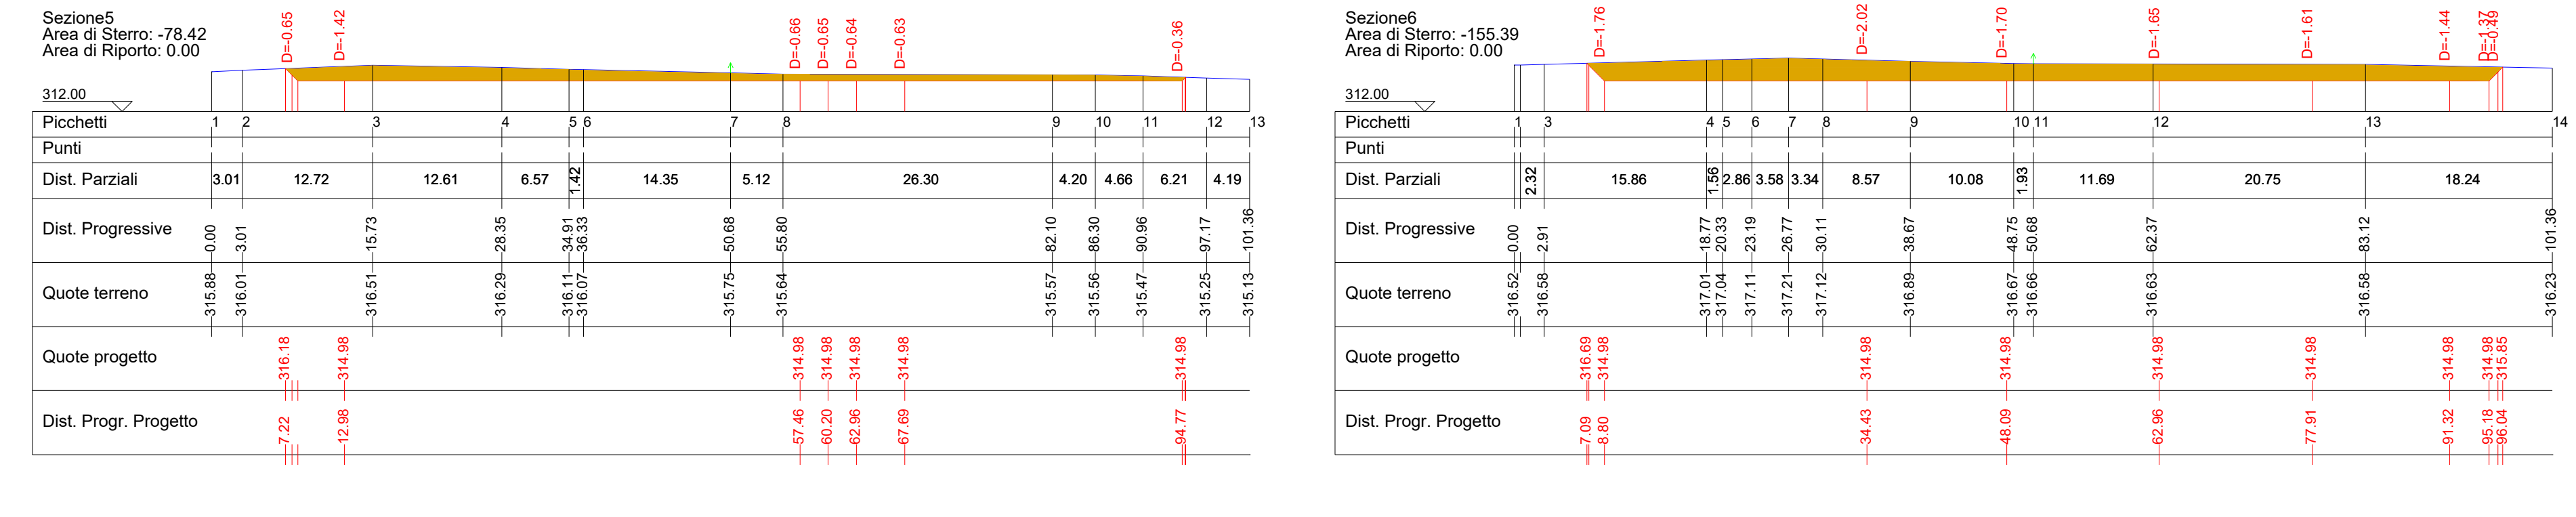 Sezione5
Area di Sterro: -78.42
Area di Riporto: 0.00
D=-0.65 D=-1.42 D=-0.66 D=-0.65 D=-0.64 D=-0.63 D=-0.36
312.00
Picchetti 1 2 3 4 5 6 7 8 9 10 11 12 13
Punti
Dist. Parziali 3.01 12.72 12.61 6.57 1.42 14.35 5.12 26.30 4.20 4.66 6.21 4.19
Dist. Progressive 0.00 3.01 15.73 28.35 34.91 36.33 50.68 55.80 82.10 86.30 90.96 97.17 101.36
Quote terreno 315.88 316.01 316.51 316.29 316.11 316.07 315.75 315.64 315.57 315.56 315.47 315.25 315.13
Quote progetto 316.18 314.98 314.98 314.98 314.98 314.98 314.98
Dist. Progr. Progetto 7.22 12.98 57.46 60.20 62.96 67.69 94.77
Sezione6
Area di Sterro: -155.39
Area di Riporto: 0.00
D=-1.76 D=-2.02 D=-1.70 D=-1.65 D=-1.61 D=-1.44 D=-1.37 D=-0.49
312.00
Picchetti 1 3 4 5 6 7 8 9 10 11 12 13 14
Punti
Dist. Parziali 2.32 15.86 1.56 2.86 3.58 3.34 8.57 10.08 1.93 11.69 20.75 18.24
Dist. Progressive 0.00 2.91 18.77 20.33 23.19 26.77 30.11 38.67 48.75 50.68 62.37 83.12 101.36
Quote terreno 316.52 316.58 317.01 317.04 317.11 317.21 317.12 316.89 316.67 316.66 316.63 316.58 316.23
Quote progetto 316.69 314.98 314.98 314.98 314.98 314.98 314.98 314.98 315.85
Dist. Progr. Progetto 7.09 8.80 34.43 48.09 62.96 77.91 91.32 95.18 96.04